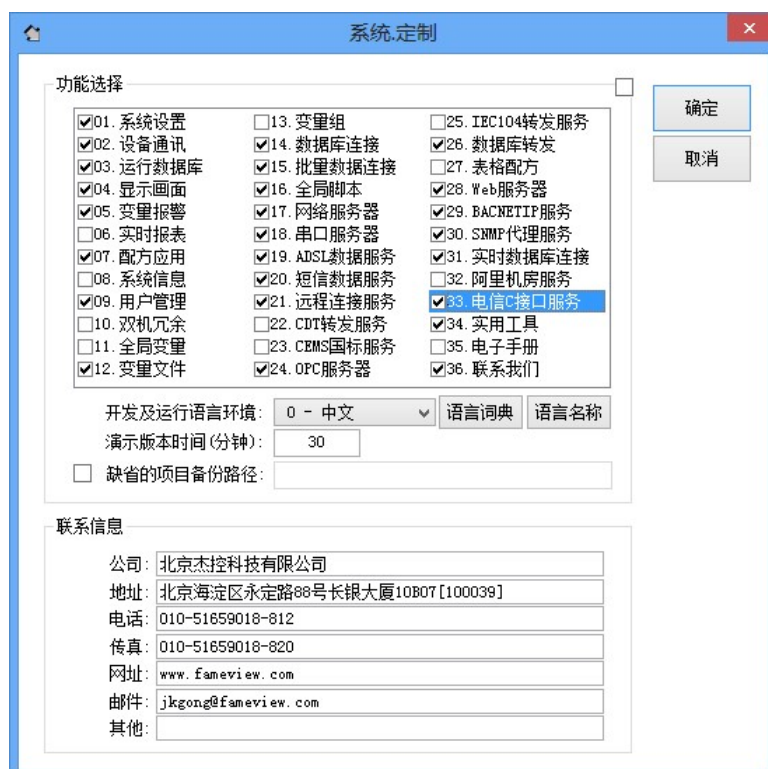 系统.定制
功能选择
01.系统设置
02.设备通讯
03.运行数据库
04.显示画面
05.变量报警
06.实时报表
07.配方应用
08.系统信息
09.用户管理
10.双机冗余
11.全局变量
12.变量文件
13.变量组
14.数据库连接
15.批量数据连接
16.全局脚本
17.网络服务器
18.串口服务器
19.ADSL数据服务
20.短信数据服务
21.远程连接服务
22.CDT转发服务
23.CEMS国标服务
24.OPC服务器
25.IEC104转发服务
26.数据库转发
27.表格配方
28.Web服务器
29.BACNETIP服务
30.SNMP代理服务
31.实时数据库连接
32.阿里机房服务
33.电信C接口服务
34.实用工具
35.电子手册
36.联系我们
确定
取消
开发及运行语言环境: 0 - 中文 语言词典 语言名称
演示版本时间(分钟): 30
缺省的项目备份路径:
联系信息
公司: 北京杰控科技有限公司
地址: 北京海淀区永定路88号长银大厦10B07[100039]
电话: 010-51659018-812
传真: 010-51659018-820
网址: www.fameview.com
邮件: jkgong@fameview.com
其他: